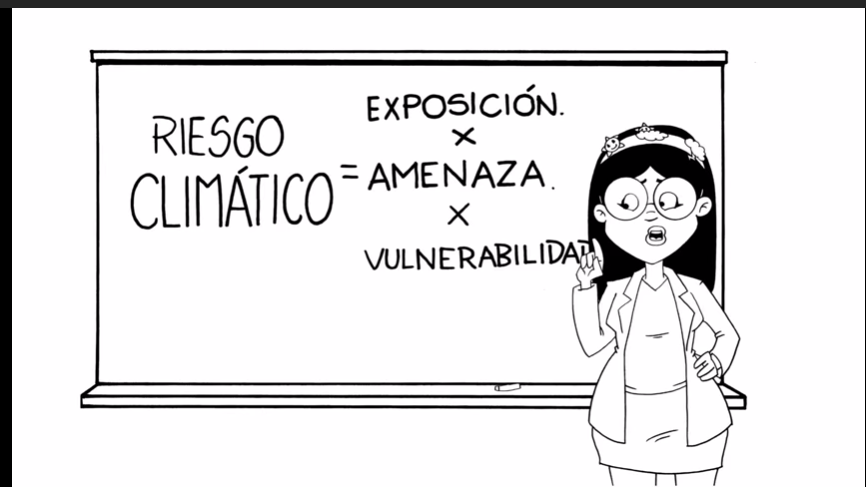 RIESGO
CLIMÁTICO
=
EXPOSICIÓN.
x
AMENAZA.
x
VULNERABILIDAD